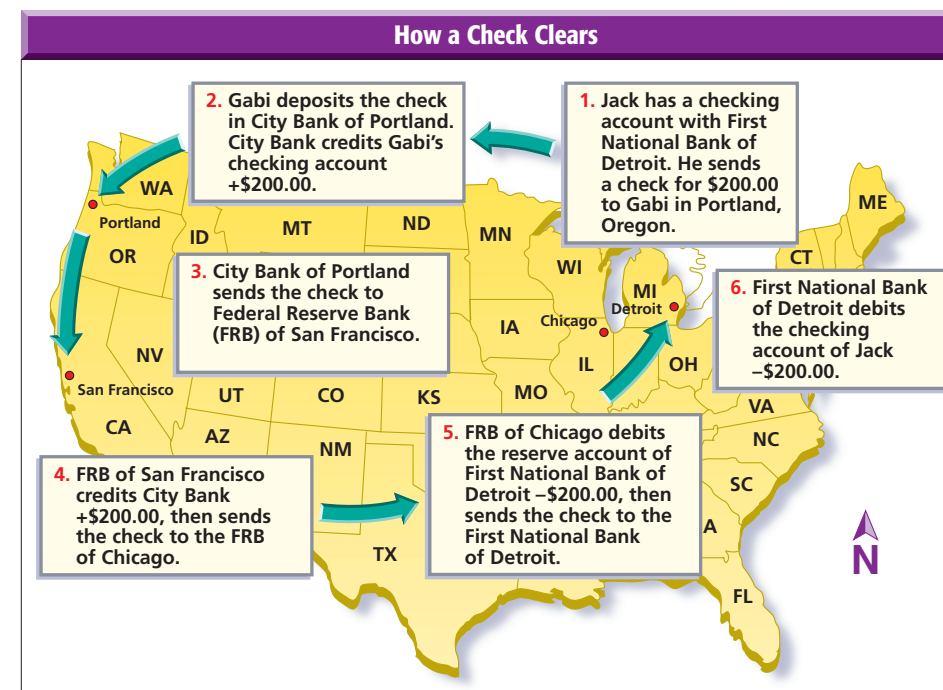 How a Check Clears
1. Jack has a checking
account with First
National Bank of
Detroit. He sends
a check for $200.00
to Gabi in Portland,
Oregon.
2. Gabi deposits the check
in City Bank of Portland.
City Bank credits Gabi’s
checking account
+$200.00.
3. City Bank of Portland
sends the check to
Federal Reserve Bank
(FRB) of San Francisco.
4. FRB of San Francisco
credits City Bank
+$200.00, then sends
the check to the FRB
of Chicago.
5. FRB of Chicago debits
the reserve account of
First National Bank of
Detroit –$200.00, then
sends the check to the
First National Bank
of Detroit.
6. First National Bank
of Detroit debits
the checking
account of Jack
–$200.00.
WA
Portland
OR
ID
MT
ND
MN
WI
MI
Detroit
Chicago
ME
CT
IA
IL
OH
NV
San Francisco
UT
CO
KS
MO
VA
CA
AZ
NM
NC
SC
A
TX
FL
N